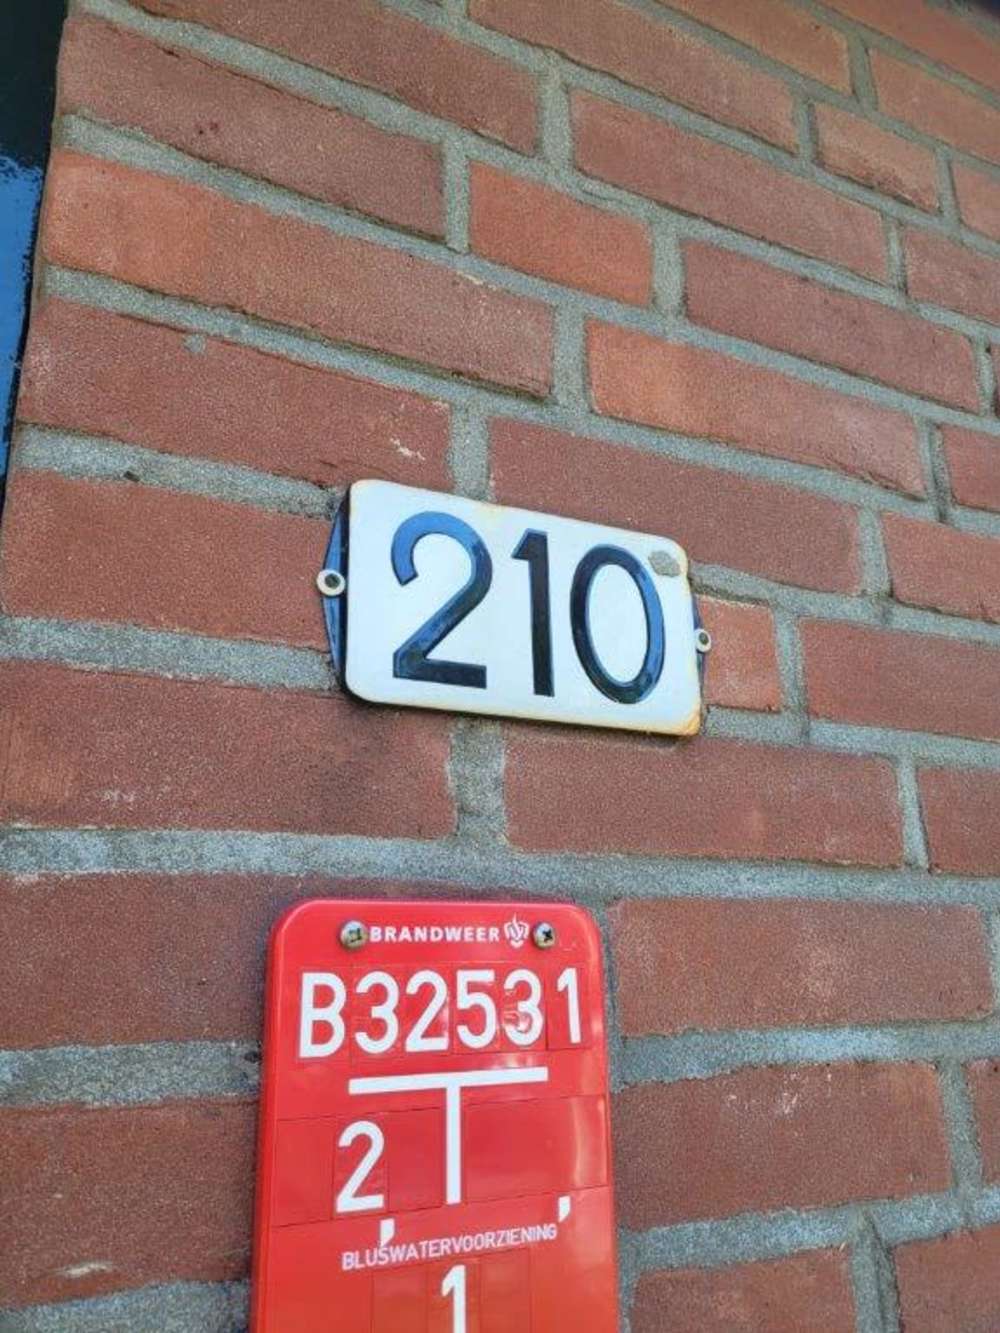 210
BRANDWEER
B32531
2,
,
BLUSWATERVOORZIENING
1